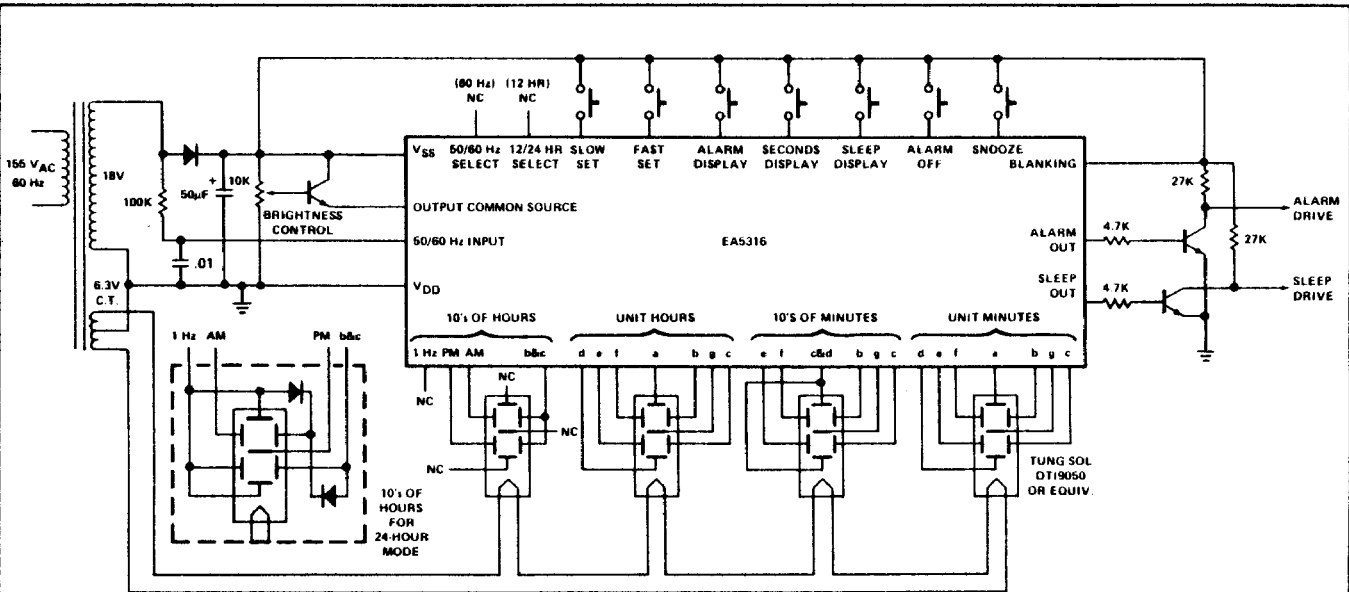 (60 Hz) (12 HR)
NC NC
155 VAC
60 Hz
18V
100K
50µF
+
10K
BRIGHTNESS
CONTROL
.01
6.3V
C.T.
VSS
50/60 Hz
SELECT
12/24 HR
SELECT
SLOW
SET
FAST
SET
ALARM
DISPLAY
SECONDS
DISPLAY
SLEEP
DISPLAY
ALARM
OFF
SNOOZE
BLANKING
OUTPUT COMMON SOURCE
50/60 Hz INPUT
EA5316
VDD
ALARM
OUT
SLEEP
OUT
27K
4.7K
ALARM
DRIVE
27K
4.7K
SLEEP
DRIVE
10's OF HOURS
UNIT HOURS
10'S OF MINUTES
UNIT MINUTES
1 Hz PM AM b&c
d e f a b g c
e f c&d b g c
d e f a b g c
NC
NC
NC
NC
1 Hz AM PM b&c
10's OF
HOURS
FOR
24-HOUR
MODE
TUNG SOL
DTI9050
OR EQUIV.